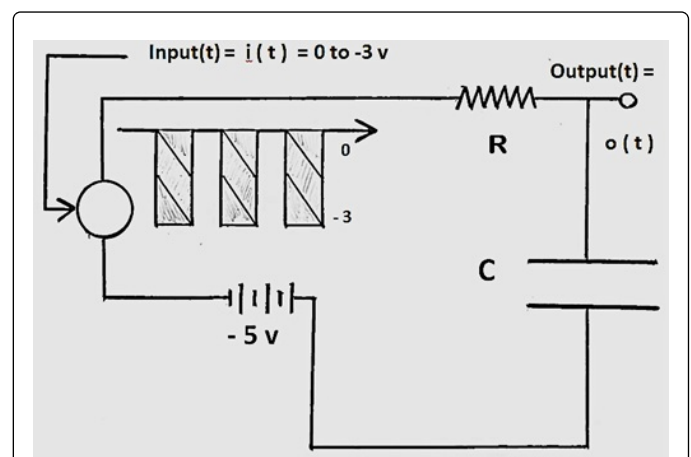 Input(t) = i ( t ) = 0 to -3 v
Output(t) =
o ( t )
R
0
- 3
C
- 5 v